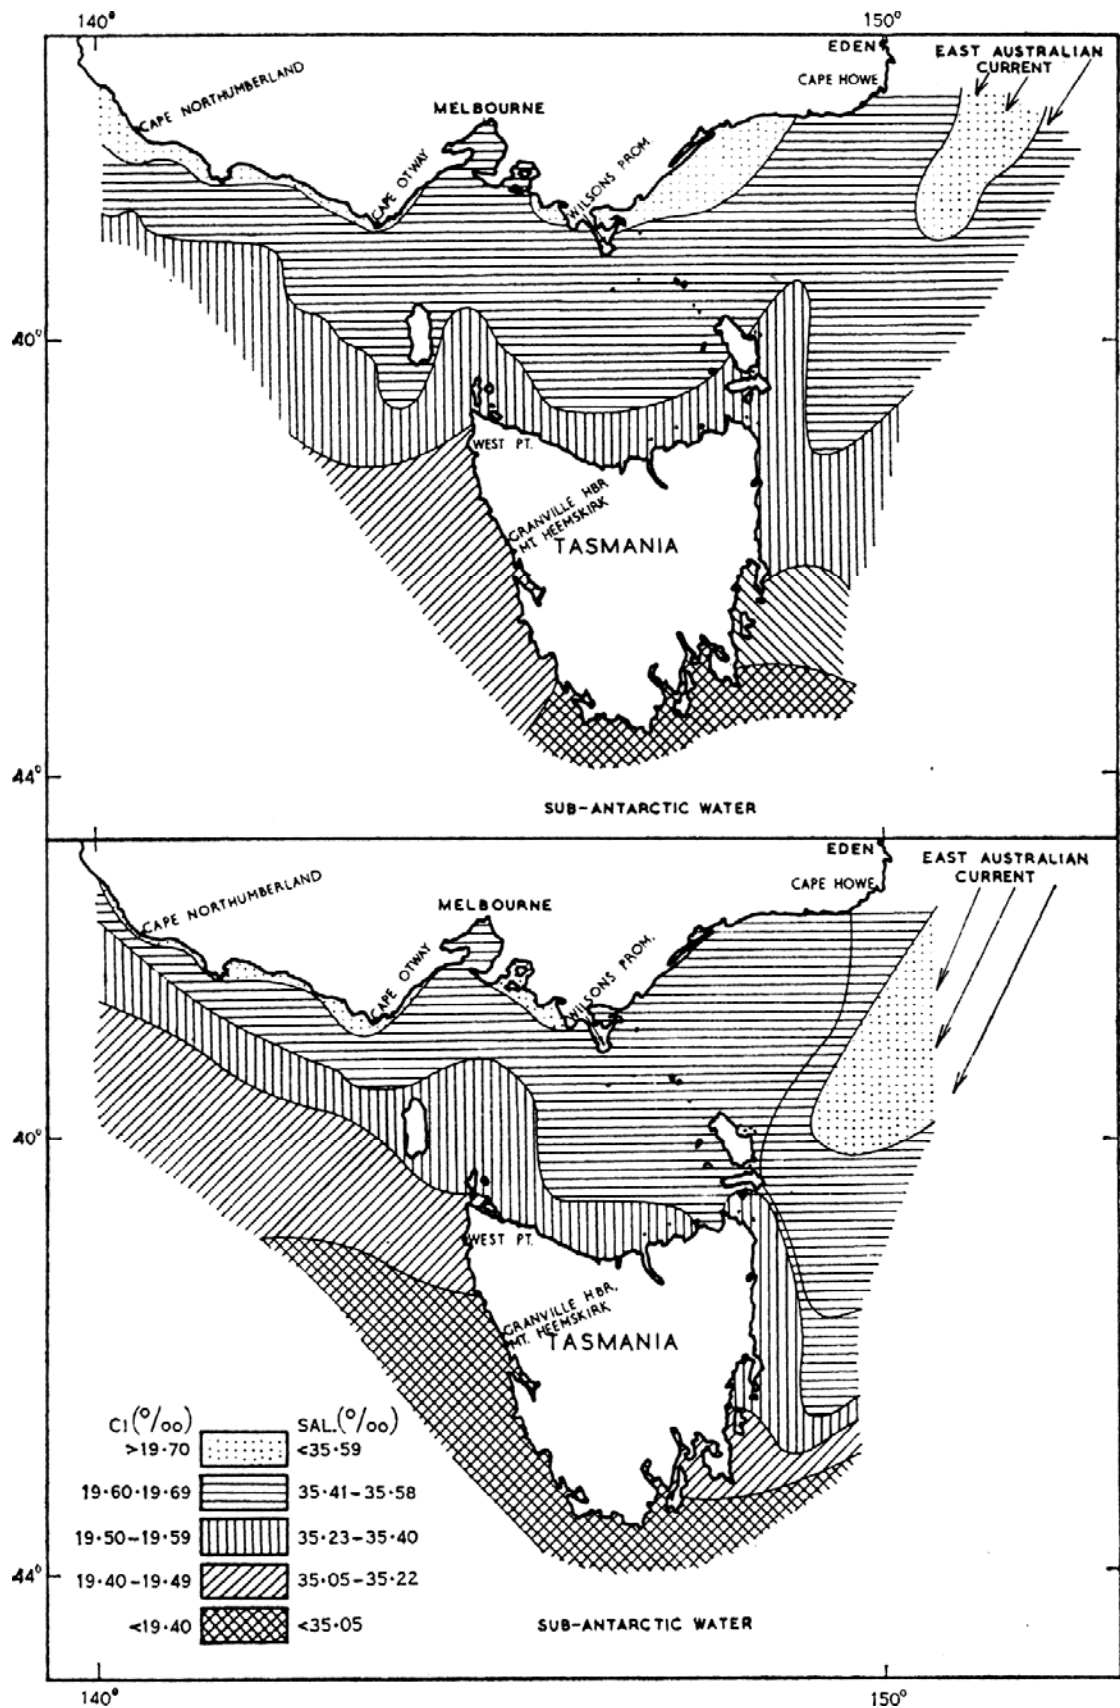 140°
150°
EDEN
CAPE HOWE
EAST AUSTRALIAN
CURRENT
CAPE NORTHUMBERLAND
MELBOURNE
CAPE OTWAY
WILSONS PROM.
40°
WEST PT.
GRANVILLE HBR
MT HEEMSKIRK
TASMANIA
44°
SUB-ANTARCTIC WATER
EDEN
CAPE HOWE
EAST AUSTRALIAN
CURRENT
CAPE NORTHUMBERLAND
MELBOURNE
CAPE OTWAY
WILSONS PROM.
40°
WEST PT.
GRANVILLE HBR,
MT. HEEMSKIRK
TASMANIA
Cl (°/oo) SAL. (°/oo)
>19·70 <35·59
19·60-19·69 35·41-35·58
19·50-19·59 35·23-35·40
19·40-19·49 35·05-35·22
<19·40 <35·05
44°
SUB-ANTARCTIC WATER
140°
150°